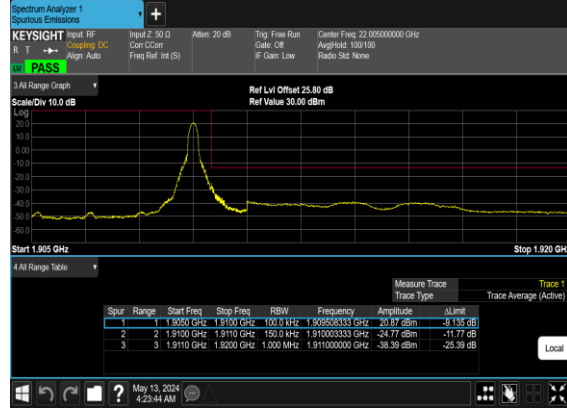 Spectrum Analyzer 1
Spurious Emissions
KEYSIGHT Input: RF Input Z: 50 Ω Atten: 20 dB Trig: Free Run Center Freq: 22.005000000 GHz
R T Coupling: DC Corr CCorr Gate: Off Avg|Hold: 100/100
Align: Auto Freq Ref: Int (S) IF Gain: Low Radio Std: None
PASS
3 All Range Graph
Ref Lvl Offset 25.80 dB
Scale/Div 10.0 dB Ref Value 30.00 dBm
Log
20.0
10.0
0.00
-10.0
-20.0
-30.0
-40.0
-50.0
-60.0
Start 1.905 GHz Stop 1.920 GH
4 All Range Table
Measure Trace Trace 1
Trace Type Trace Average (Active)
Spur Range Start Freq Stop Freq RBW Frequency Amplitude ΔLimit
1 1 1.9050 GHz 1.9100 GHz 100.0 kHz 1.909508333 GHz 20.87 dBm -9.135 dB
2 2 1.9100 GHz 1.9110 GHz 150.0 kHz 1.910003333 GHz -24.77 dBm -11.77 dB
3 3 1.9110 GHz 1.9200 GHz 1.000 MHz 1.911000000 GHz -38.39 dBm -25.39 dB
Local
? May 13, 2024
4:23:44 AM